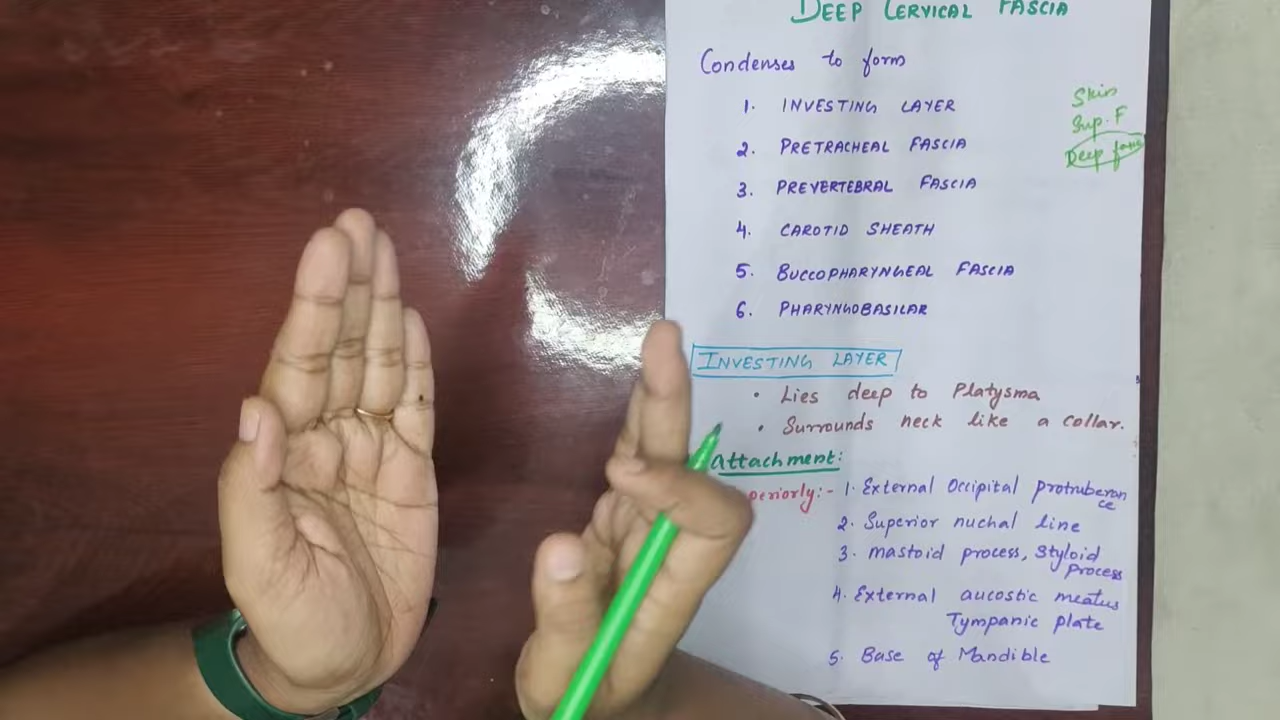 DEEP CERVICAL FASCIA
Condenses to form
1. INVESTING LAYER
2. PRETRACHEAL FASCIA
3. PREVERTEBRAL FASCIA
4. CAROTID SHEATH
5. BUCCOPHARYNGEAL FASCIA
6. PHARYNGOBASILAR
Skin
Sup. F
Deep
INVESTING LAYER
• Lies deep to Platysma
• Surrounds neck like a collar.
attachment:
periorly:- 1. External Occipital Protruberan
ce
2. Superior nuchal line
3. mastoid process, Styloid
process
4. External aucostic meatus
Tympanic plate
5. Base of Mandible